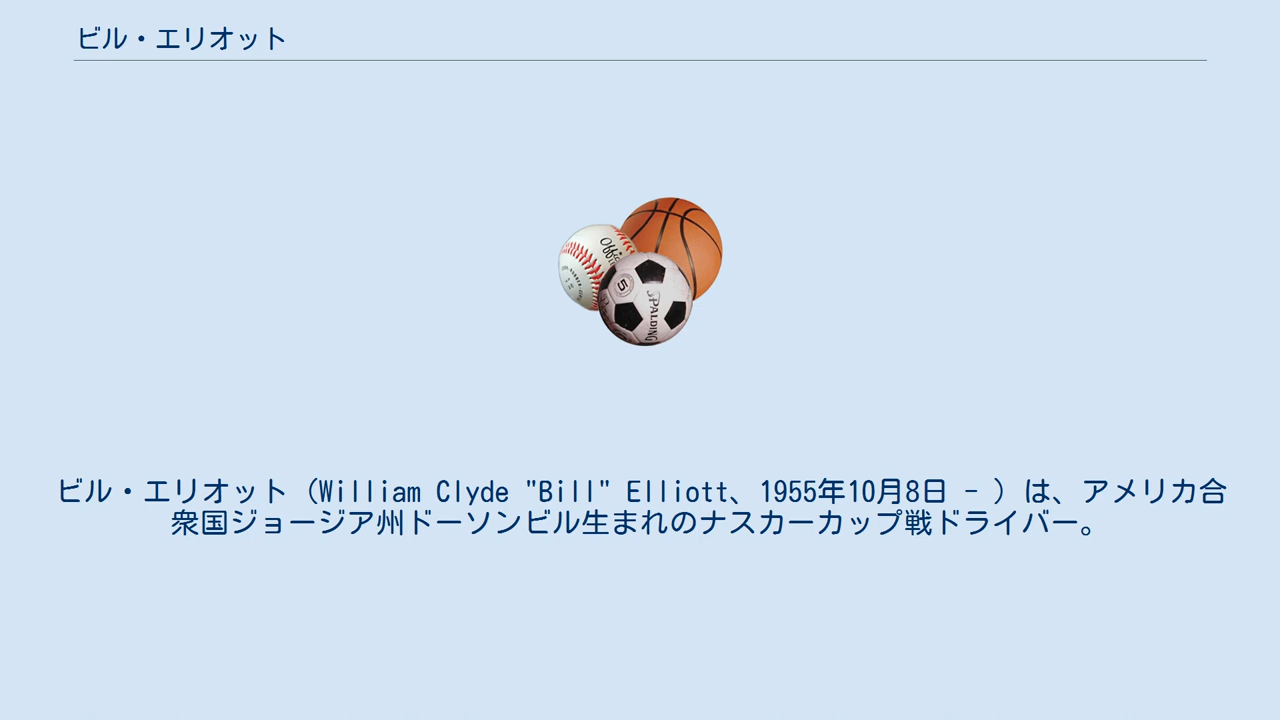 ビル・エリオット
Offi
5
SPALDING
ビル・エリオット（William Clyde "Bill" Elliott、1955年10月8日 - ）は、アメリカ合
衆国ジョージア州ドーソンビル生まれのナスカーカップ戦ドライバー。